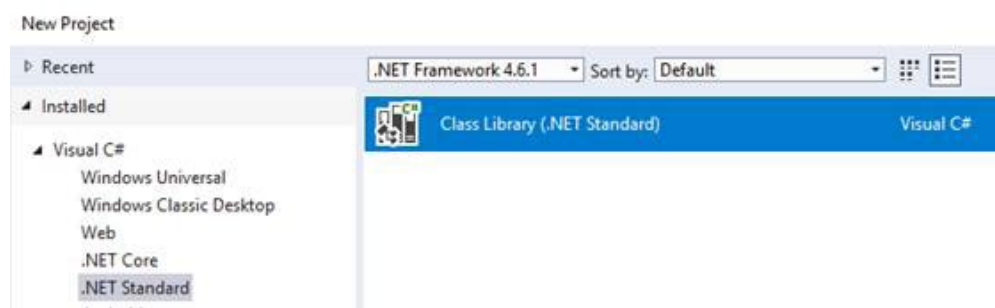 New Project
Recent
.NET Framework 4.6.1 Sort by: Default
Installed
C#
Class Library (.NET Standard) Visual C#
Visual C#
Windows Universal
Windows Classic Desktop
Web
.NET Core
.NET Standard